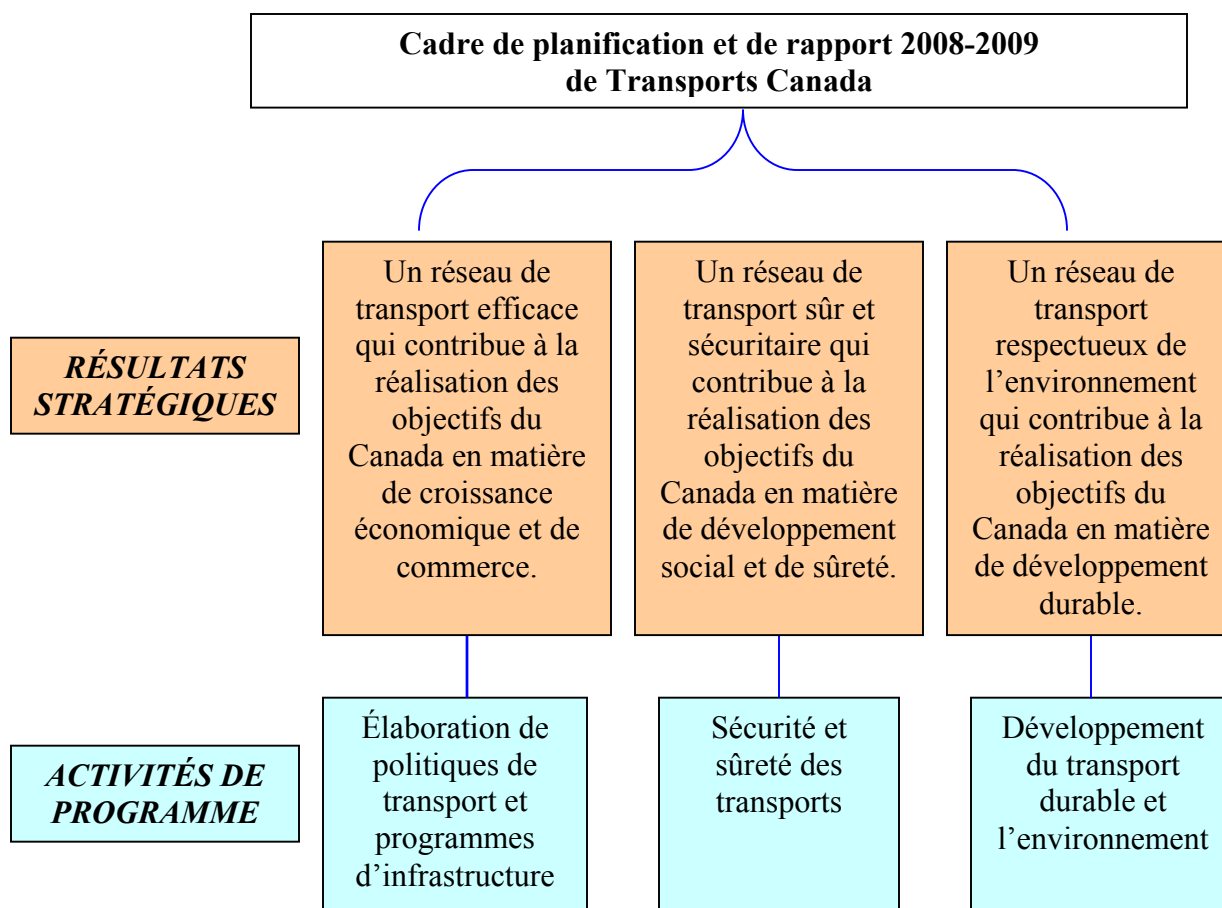 Cadre de planification et de rapport 2008-2009
de Transports Canada
RÉSULTATS
STRATÉGIQUES
Un réseau de
transport efficace
qui contribue à la
réalisation des
objectifs du
Canada en matière
de croissance
économique et de
commerce.
Un réseau de
transport sûr et
sécuritaire qui
contribue à la
réalisation des
objectifs du
Canada en matière
de développement
social et de sûreté.
Un réseau de
transport
respectueux de
l’environnement
qui contribue à la
réalisation des
objectifs du
Canada en matière
de développement
durable.
ACTIVITÉS DE
PROGRAMME
Élaboration de
politiques de
transport et
programmes
d’infrastructure
Sécurité et
sûreté des
transports
Développement
du transport
durable et
l’environnement